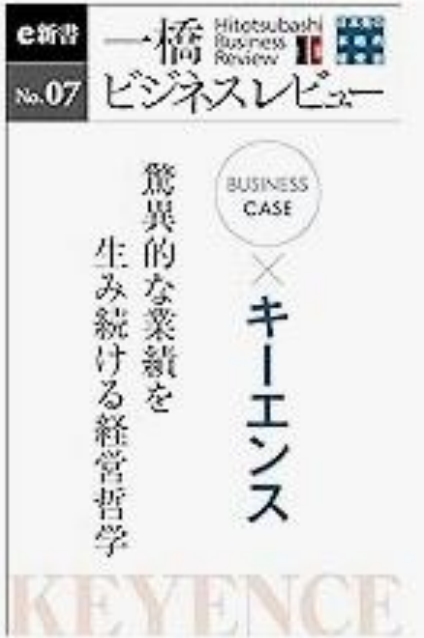 e新書
No.07
一橋
Hitotsubashi
Business
Review
ビジネスレビュー
BUSINESS
CASE
×
キーエンス
驚異的な業績を
生み続ける経営哲学
KEYENCE